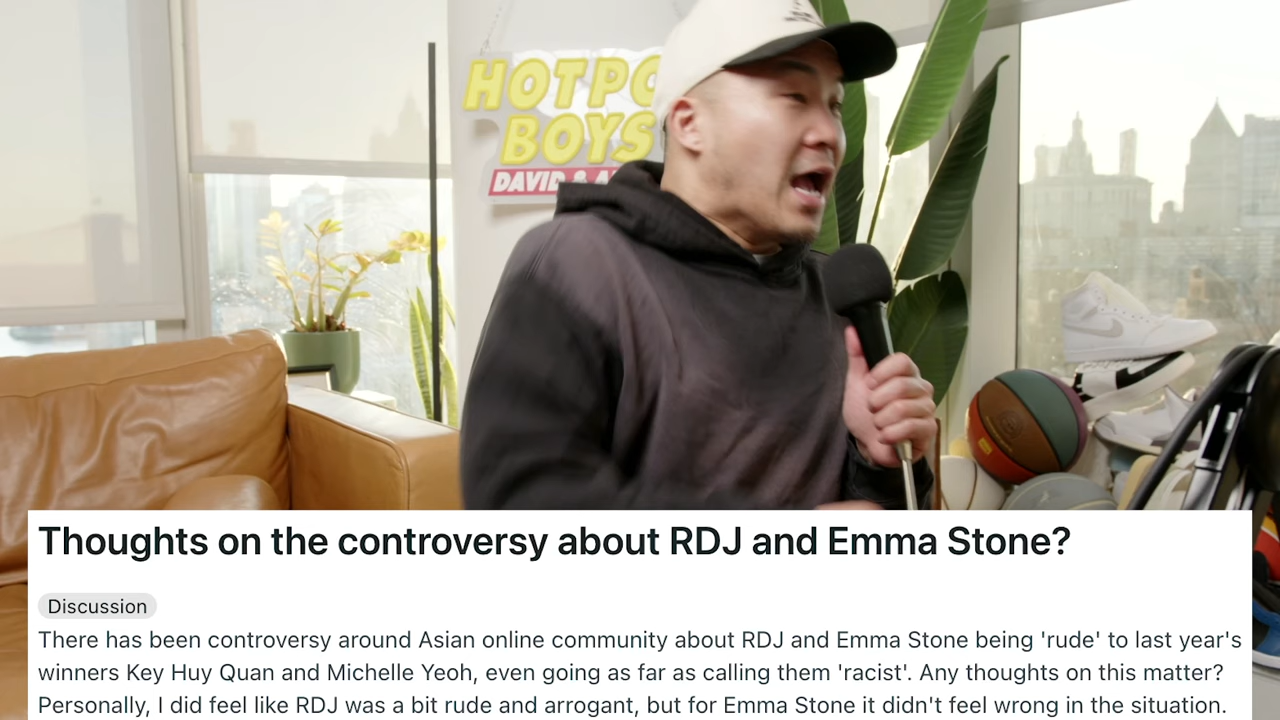 HOTPO
BOYS
DAVID &
Thoughts on the controversy about RDJ and Emma Stone?
Discussion
There has been controversy around Asian online community about RDJ and Emma Stone being 'rude' to last year's
winners Key Huy Quan and Michelle Yeoh, even going as far as calling them 'racist'. Any thoughts on this matter?
Personally, I did feel like RDJ was a bit rude and arrogant, but for Emma Stone it didn't feel wrong in the situation.